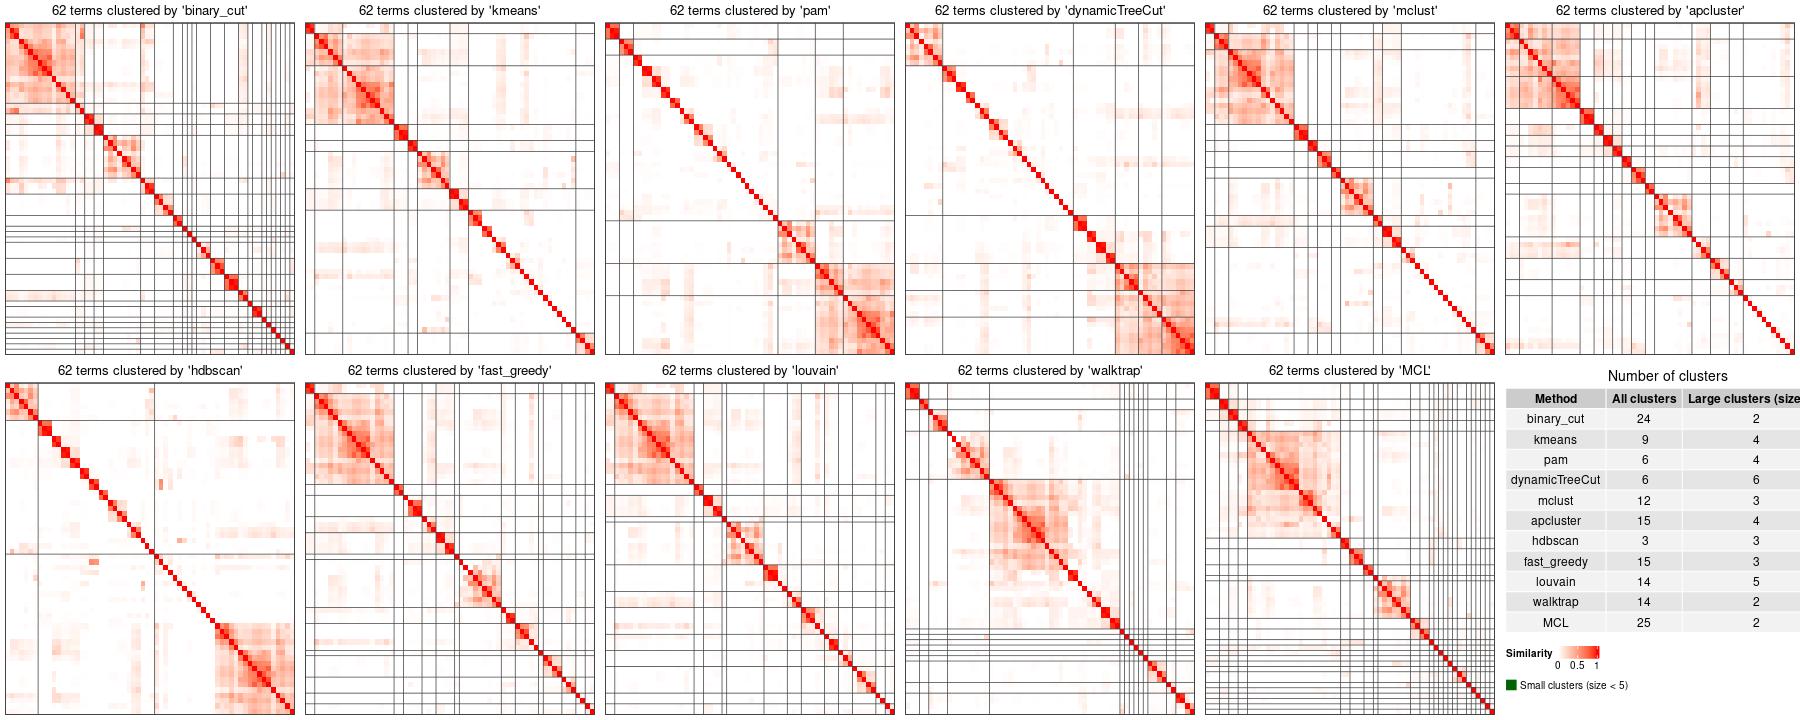 62 terms clustered by 'binary_cut'
62 terms clustered by 'kmeans'
62 terms clustered by 'pam'
62 terms clustered by 'dynamicTreeCut'
62 terms clustered by 'mclust'
62 terms clustered by 'apcluster'
62 terms clustered by 'hdbscan'
62 terms clustered by 'fast_greedy'
62 terms clustered by 'louvain'
62 terms clustered by 'walktrap'
62 terms clustered by 'MCL'
Number of clusters
Method All clusters Large clusters (size
binary_cut 24 2
kmeans 9 4
pam 6 4
dynamicTreeCut 6 6
mclust 12 3
apcluster 15 4
hdbscan 3 3
fast_greedy 15 3
louvain 14 5
walktrap 14 2
MCL 25 2
Similarity
0 0.5 1
Small clusters (size < 5)